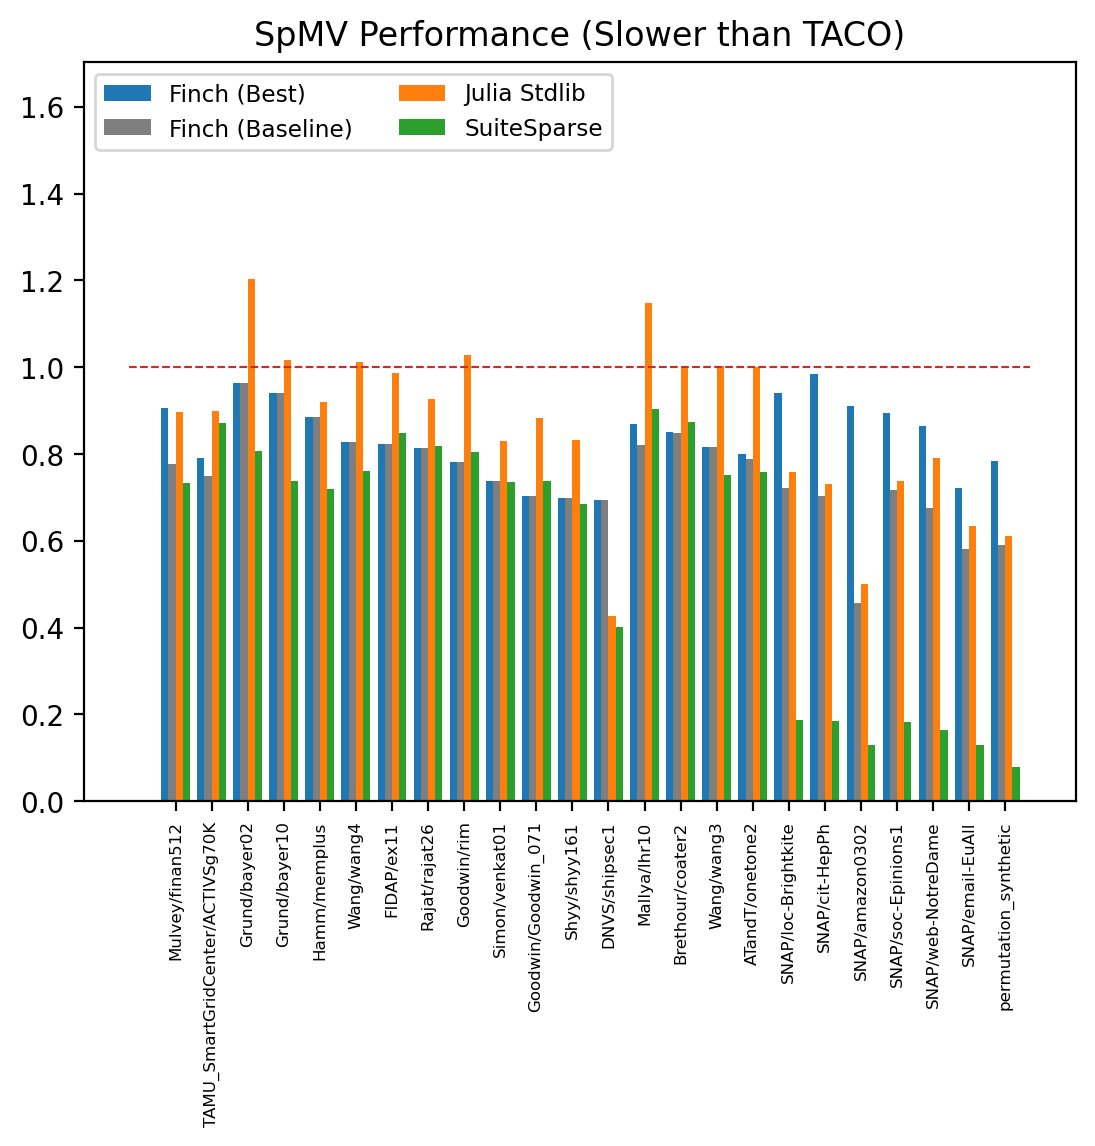 SpMV Performance (Slower than TACO)
Finch (Best)
Finch (Baseline)
Julia Stdlib
SuiteSparse
1.6
1.4
1.2
1.0
0.8
0.6
0.4
0.2
0.0
Mulvey/finan512
TAMU_SmartGridCenter/ACTIVSg70K
Grund/bayer02
Grund/bayer10
Hamm/memplus
Wang/wang4
FIDAP/ex11
Rajat/rajat26
Goodwin/rim
Simon/venkat01
Goodwin/Goodwin_071
Shyy/shyy161
DNVS/shipsec1
Mallya/lhr10
Brethour/coater2
Wang/wang3
ATandT/onetone2
SNAP/loc-Brightkite
SNAP/cit-HepPh
SNAP/amazon0302
SNAP/soc-Epinions1
SNAP/web-NotreDame
SNAP/email-EuAll
permutation_synthetic